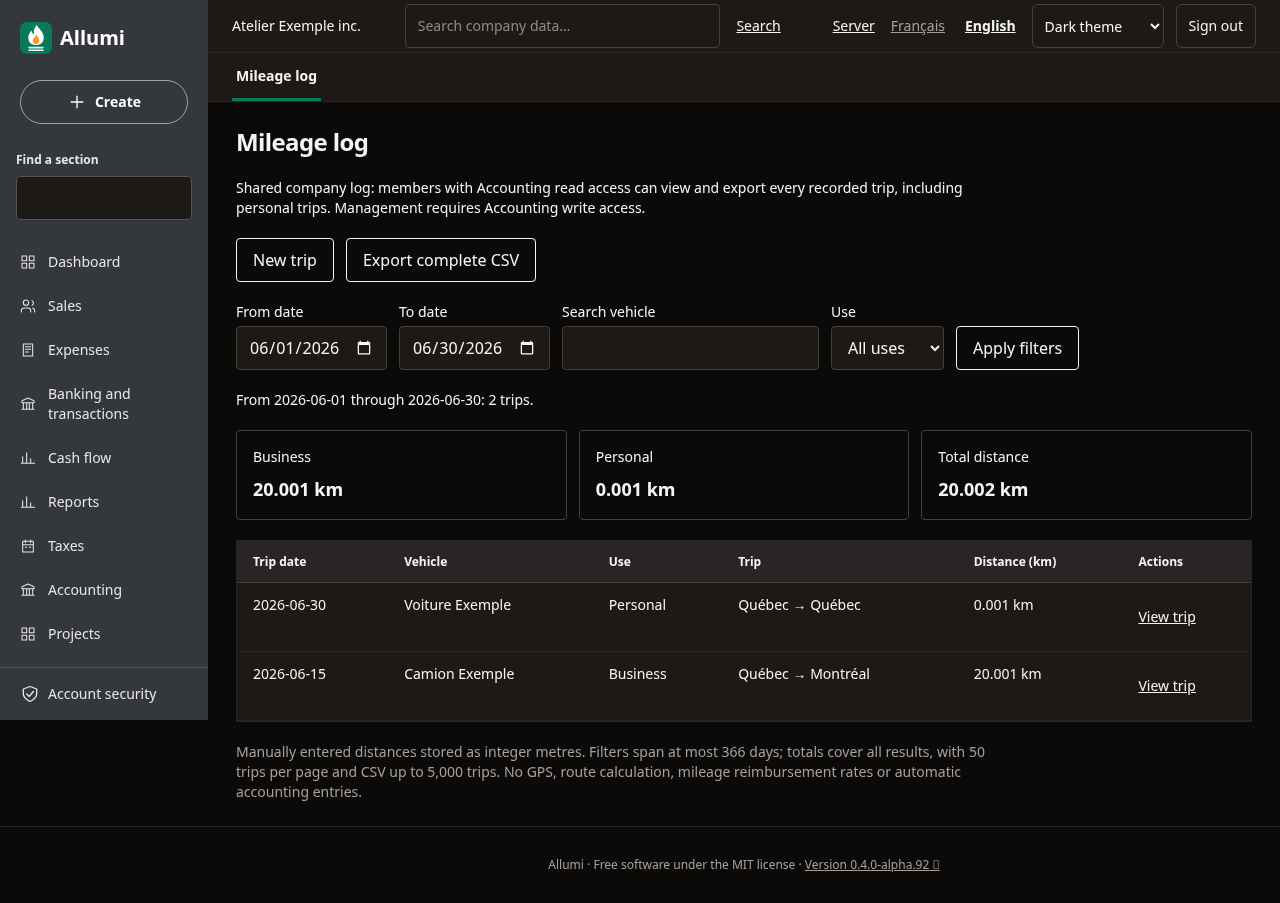 Allumi
Create
Find a section
Dashboard
Sales
Expenses
Banking and
transactions
Cash flow
Reports
Taxes
Accounting
Projects
Account security
Atelier Exemple inc.
Search company data…
Search
Server
Français
English
Dark theme
Sign out
Mileage log
Mileage log
Shared company log: members with Accounting read access can view and export every recorded trip, including
personal trips. Management requires Accounting write access.
New trip
Export complete CSV
From date
To date
Search vehicle
Use
06/01/2026
06/30/2026
All uses
Apply filters
From 2026-06-01 through 2026-06-30: 2 trips.
Business
20.001 km
Personal
0.001 km
Total distance
20.002 km
Trip date Vehicle Use Trip Distance (km) Actions
2026-06-30 Voiture Exemple Personal Québec → Québec 0.001 km View trip
2026-06-15 Camion Exemple Business Québec → Montréal 20.001 km View trip
Manually entered distances stored as integer metres. Filters span at most 366 days; totals cover all results, with 50
trips per page and CSV up to 5,000 trips. No GPS, route calculation, mileage reimbursement rates or automatic
accounting entries.
Allumi · Free software under the MIT license · Version 0.4.0-alpha.92